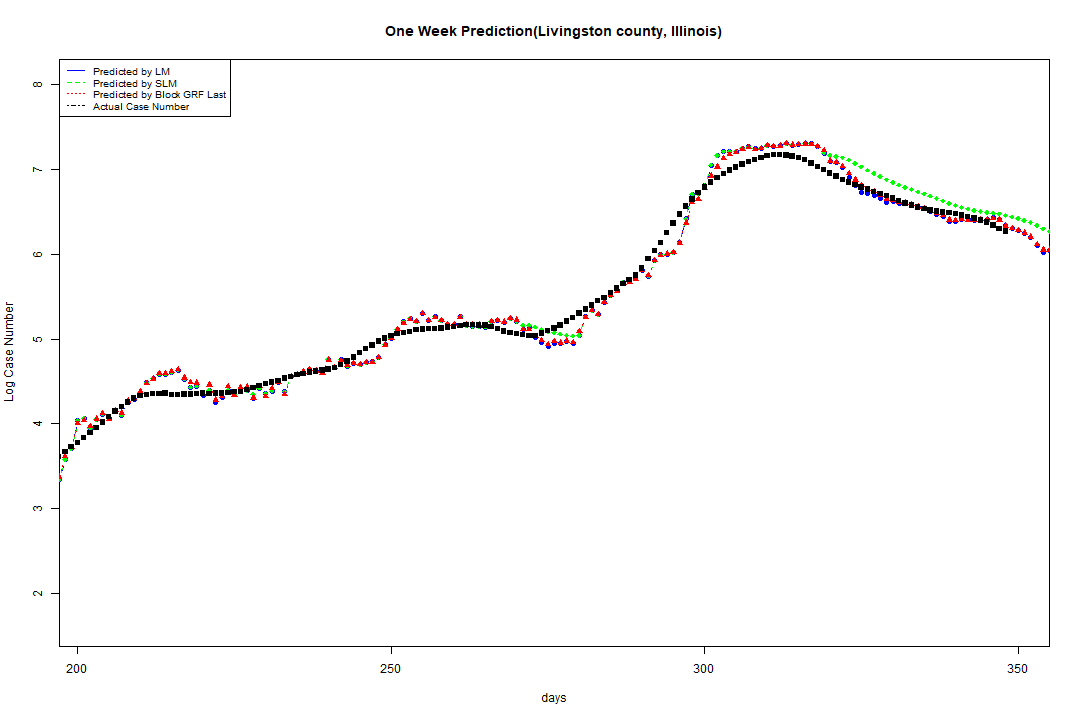 One Week Prediction(Livingston county, Illinois)
Predicted by LM
Predicted by SLM
Predicted by Block GRF Last
Actual Case Number
8
7
6
5
4
3
2
Log Case Number
200 250 300 350
days